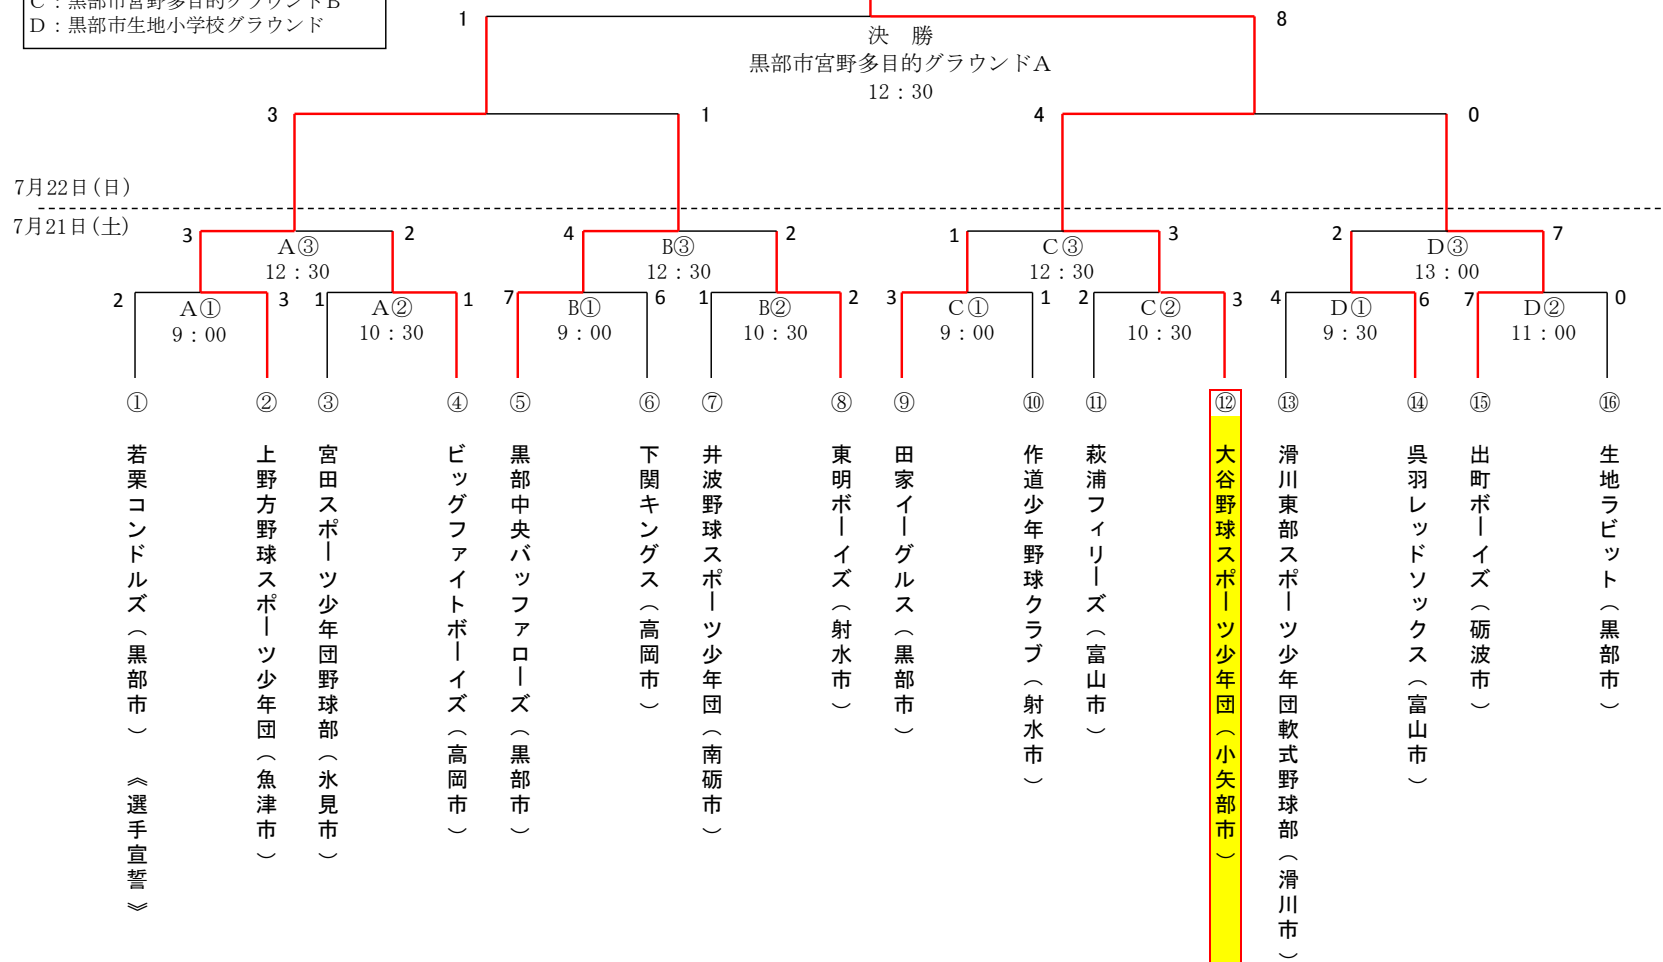 C：黒部市宮野多目的グラウンドB
D：黒部市生地小学校グラウンド
1
8
決　勝
黒部市宮野多目的グラウンドA
12：30
3
1
4
0
7月22日（日）
7月21日（土）
3
2
4
2
1
3
2
7
A③
B③
C③
D③
12：30
12：30
12：30
13：00
2
3
1
1
7
6
1
2
3
1
2
3
4
6
7
0
A①
A②
B①
B②
C①
C②
D①
D②
9：00
10：30
9：00
10：30
9：00
10：30
9：30
11：00
①
②
③
④
⑤
⑥
⑦
⑧
⑨
⑩
⑪
⑫
⑬
⑭
⑮
⑯
若栗コンドルズ（黒部市）　《選手宣誓》
上野方野球スポーツ少年団（魚津市）
宮田スポーツ少年団野球部（氷見市）
ビッグファイトボーイズ（高岡市）
黒部中央バッファローズ（黒部市）
下関キングス（高岡市）
井波野球スポーツ少年団（南砺市）
東明ボーイズ（射水市）
田家イーグルス（黒部市）
作道少年野球クラブ（射水市）
萩浦フィリーズ（富山市）
大谷野球スポーツ少年団（小矢部市）
滑川東部スポーツ少年団軟式野球部（滑川市）
呉羽レッドソックス（富山市）
出町ボーイズ（砺波市）
生地ラビット（黒部市）